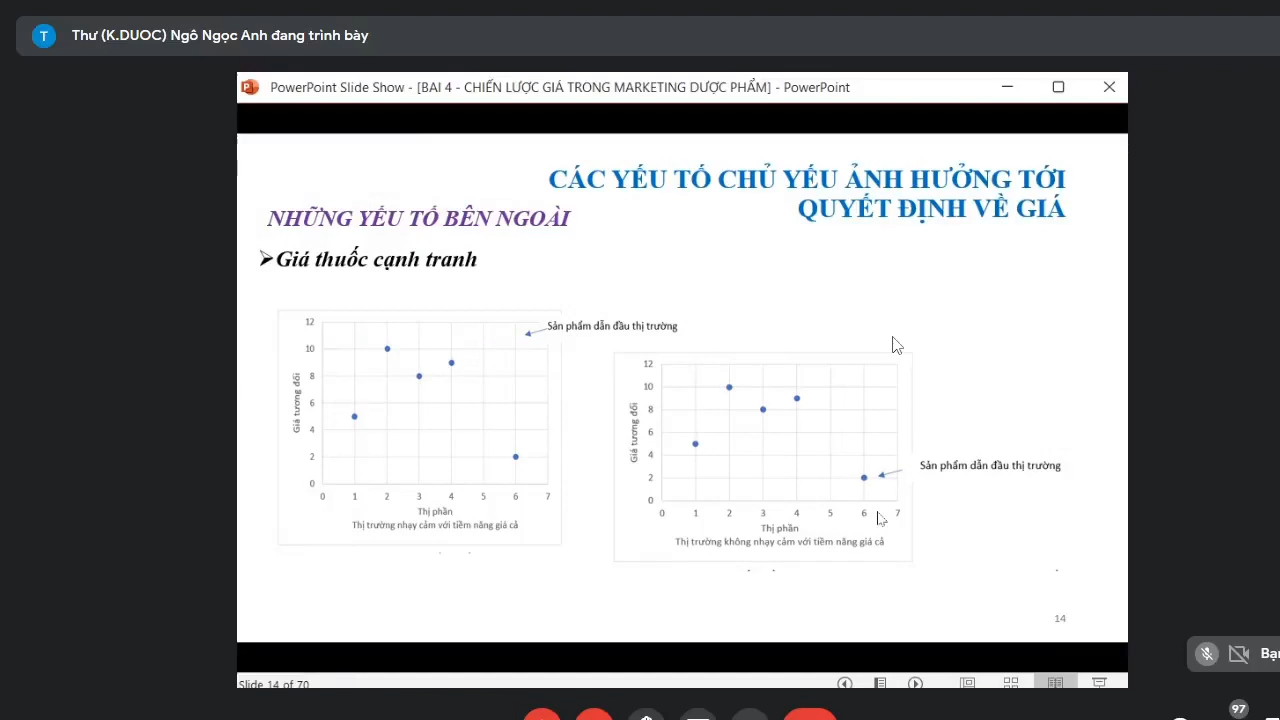 T
Thư (K.DUOC) Ngô Ngọc Anh đang trình bày
PowerPoint Slide Show - [BAI 4 - CHIẾN LƯỢC GIÁ TRONG MARKETING DƯỢC PHẨM] - PowerPoint
CÁC YẾU TỐ CHỦ YẾU ẢNH HƯỞNG TỚI
QUYẾT ĐỊNH VỀ GIÁ
NHỮNG YẾU TỐ BÊN NGOÀI
Giá thuốc cạnh tranh
Sản phẩm dẫn đầu thị trường
12
10
8
6
4
2
0
Giá tương đối
0 1 2 3 4 5 6 7
Thị phần
Thị trường nhạy cảm với tiềm năng giá cả
12
10
8
6
4
2
0
Giá tương đối
Sản phẩm dẫn đầu thị trường
0 1 2 3 4 5 6 7
Thị phần
Thị trường không nhạy cảm với tiềm năng giá cả
14
Slide 14 of 70
97